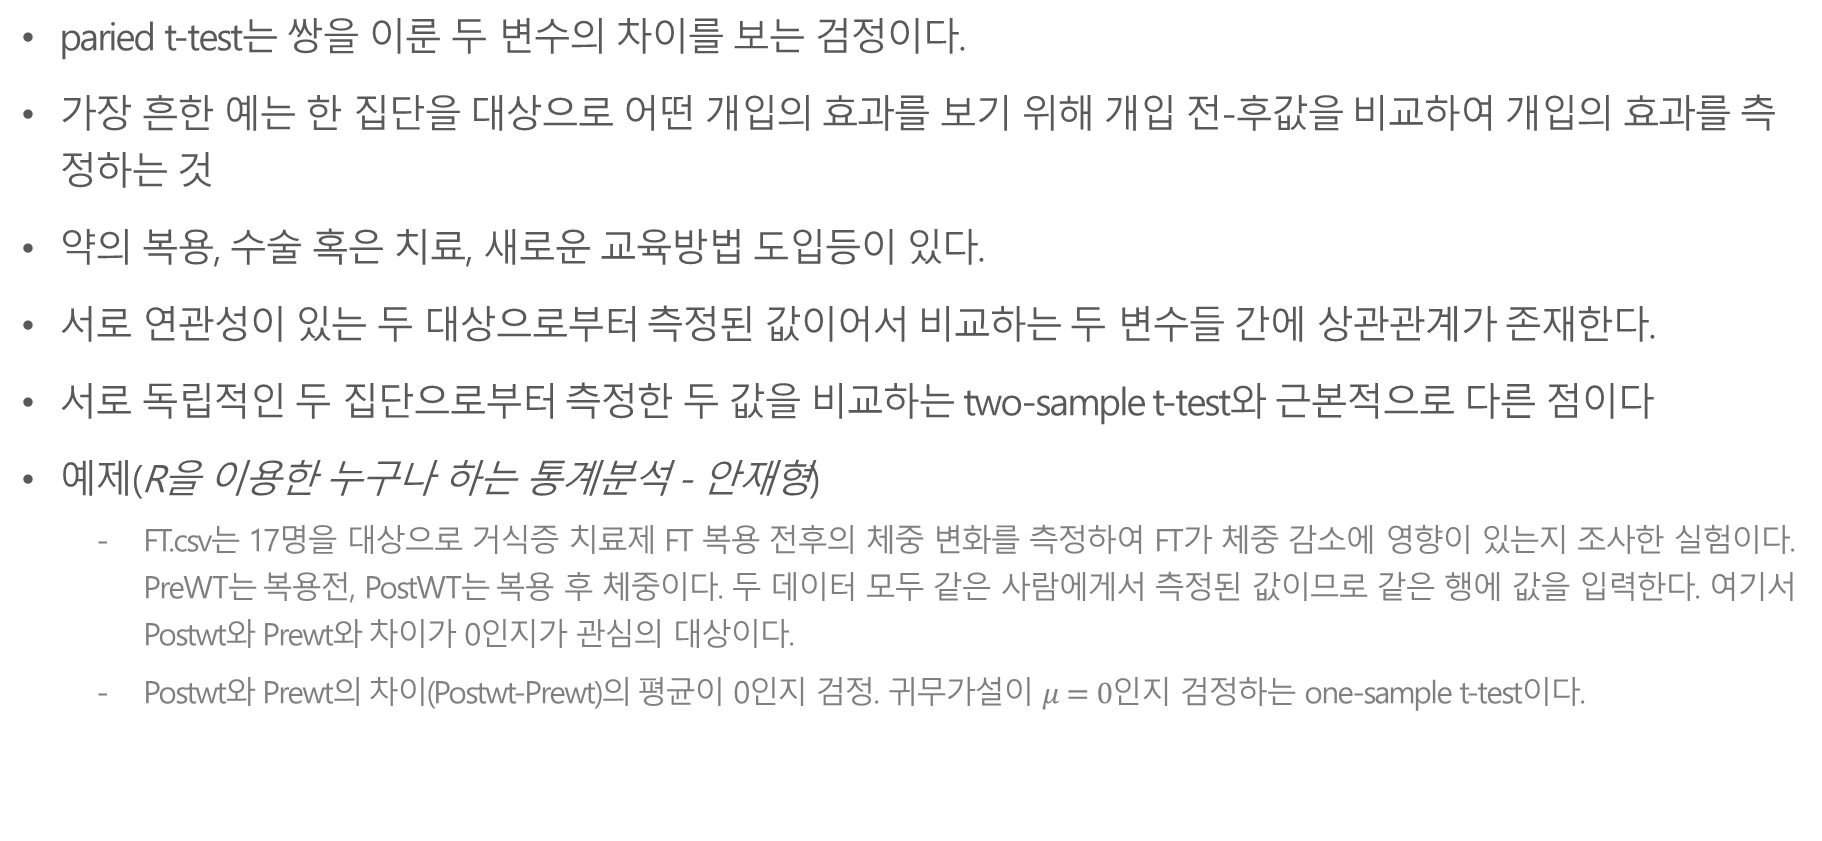 • paried t-test는 쌍을 이룬 두 변수의 차이를 보는 검정이다.
• 가장 흔한 예는 한 집단을 대상으로 어떤 개입의 효과를 보기 위해 개입 전-후값을 비교하여 개입의 효과를 측
정하는 것
• 약의 복용, 수술 혹은 치료, 새로운 교육방법 도입등이 있다.
• 서로 연관성이 있는 두 대상으로부터 측정된 값이어서 비교하는 두 변수들 간에 상관관계가 존재한다.
• 서로 독립적인 두 집단으로부터 측정한 두 값을 비교하는 two-sample t-test와 근본적으로 다른 점이다
• 예제(R을 이용한 누구나 하는 통계분석 - 안재형)
- FT.csv는 17명을 대상으로 거식증 치료제 FT 복용 전후의 체중 변화를 측정하여 FT가 체중 감소에 영향이 있는지 조사한 실험이다.
PreWT는 복용전, PostWT는 복용 후 체중이다. 두 데이터 모두 같은 사람에게서 측정된 값이므로 같은 행에 값을 입력한다. 여기서
Postwt와 Prewt와 차이가 0인지가 관심의 대상이다.
- Postwt와 Prewt의 차이(Postwt-Prewt)의 평균이 0인지 검정. 귀무가설이 μ = 0인지 검정하는 one-sample t-test이다.